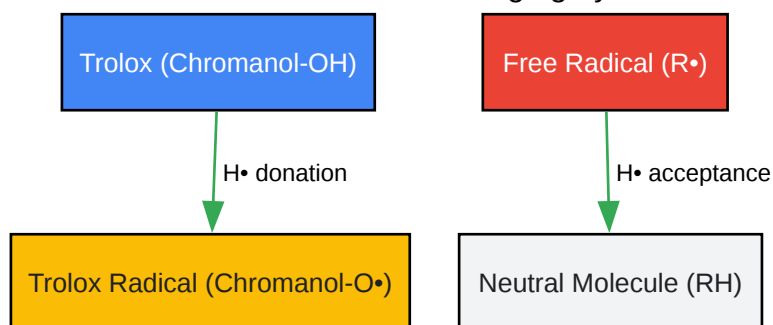 Trolox (Chromanol-OH)
Free Radical (R•)
H• donation
H• acceptance
Trolox Radical (Chromanol-O•)
Neutral Molecule (RH)